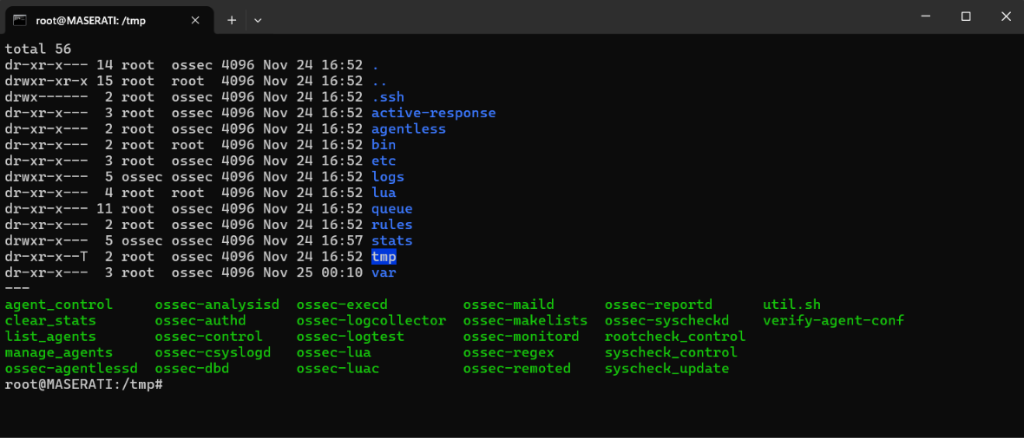 root@MASERATI: /tmp
total 56
dr-xr-x--- 14 root  ossec 4096 Nov 24 16:52 .
drwxr-xr-x 15 root  root  4096 Nov 24 16:52 ..
drwx------  2 root  ossec 4096 Nov 24 16:52 .ssh
dr-xr-x---  3 root  ossec 4096 Nov 24 16:52 active-response
dr-xr-x---  2 root  ossec 4096 Nov 24 16:52 agentless
dr-xr-x---  2 root  root  4096 Nov 24 16:52 bin
dr-xr-x---  3 root  ossec 4096 Nov 24 16:52 etc
drwxr-x---  5 ossec ossec 4096 Nov 24 16:52 logs
dr-xr-x---  4 root  root  4096 Nov 24 16:52 lua
dr-xr-x--- 11 root  ossec 4096 Nov 24 16:52 queue
dr-xr-x---  2 root  ossec 4096 Nov 24 16:52 rules
drwxr-x---  5 ossec ossec 4096 Nov 24 16:57 stats
dr-xr-x--T  2 root  ossec 4096 Nov 24 16:52 tmp
dr-xr-x---  3 root  ossec 4096 Nov 25 00:10 var
---
agent_control     ossec-analysisd  ossec-execd         ossec-maild      ossec-reportd     util.sh
clear_stats       ossec-authd      ossec-logcollector  ossec-makelists  ossec-syscheckd   verify-agent-conf
list_agents       ossec-control    ossec-logtest       ossec-monitord   rootcheck_control
manage_agents     ossec-csyslogd   ossec-lua           ossec-regex      syscheck_control
ossec-agentlessd  ossec-dbd        ossec-luac          ossec-remoted    syscheck_update
root@MASERATI:/tmp#